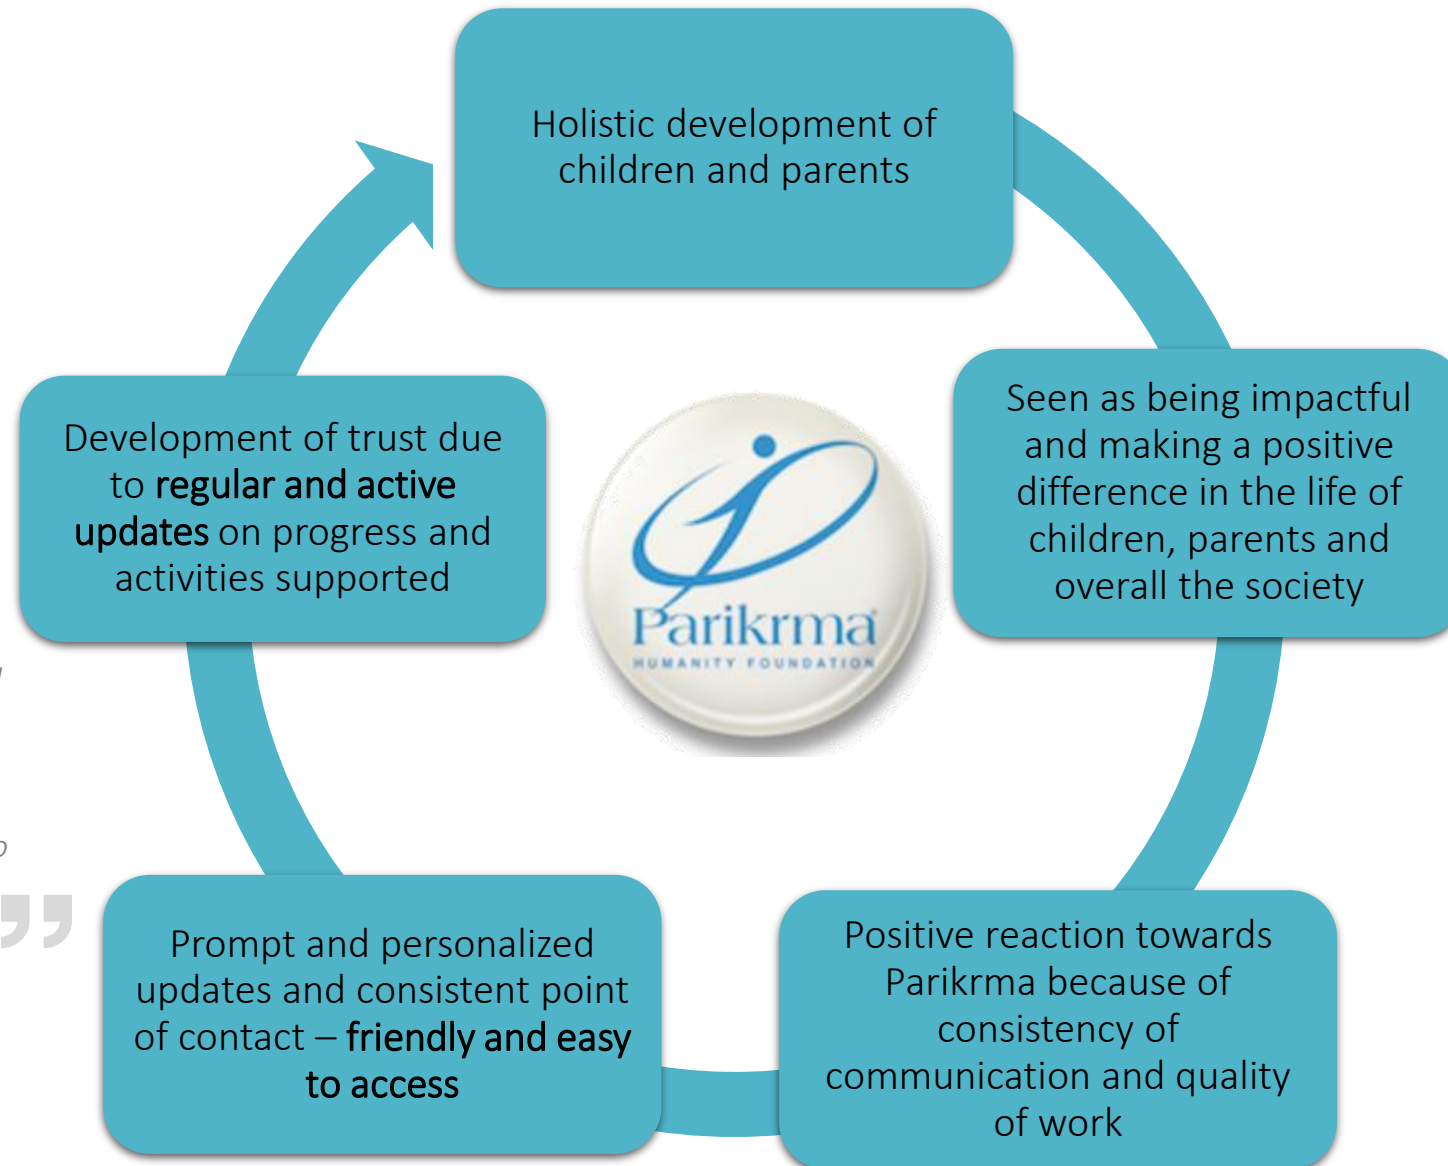 Holistic development of
children and parents
Seen as being impactful
and making a positive
difference in the life of
children, parents and
overall the society
Positive reaction towards
Parikrma because of
consistency of
communication and quality
of work
Prompt and personalized
updates and consistent point
of contact – friendly and easy
to access
Development of trust due
to regular and active
updates on progress and
activities supported
Parikrma
HUMANITY FOUNDATION
”